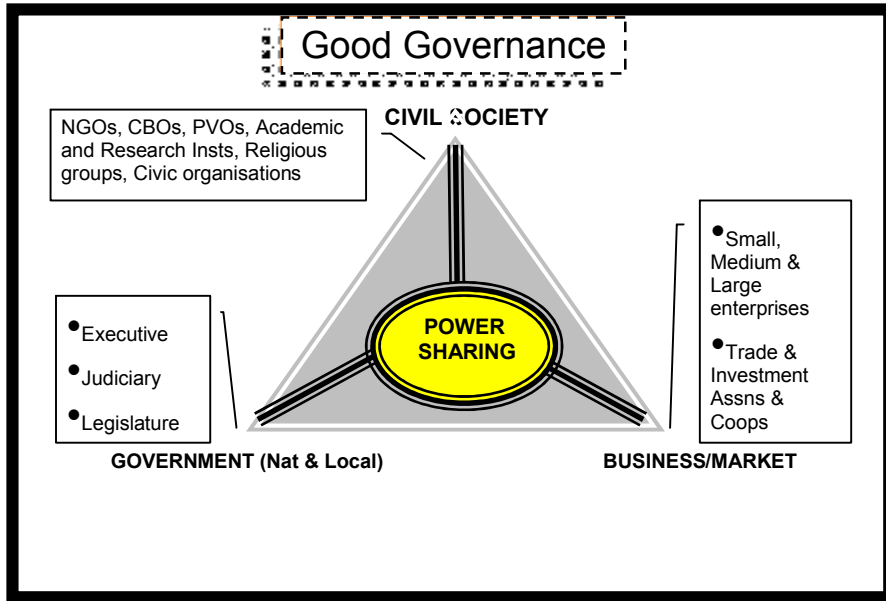 Good Governance
CIVIL SOCIETY
NGOs, CBOs, PVOs, Academic
and Research Insts, Religious
groups, Civic organisations
•Small,
Medium &
Large
enterprises
•Trade &
Investment
Assns &
Coops
•Executive
•Judiciary
•Legislature
POWER
SHARING
GOVERNMENT (Nat & Local)
BUSINESS/MARKET